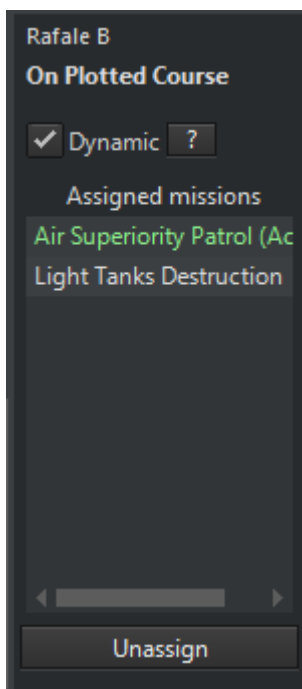 Rafale B
On Plotted Course
Dynamic ?
Assigned missions
Air Superiority Patrol (Ac
Light Tanks Destruction
Unassign